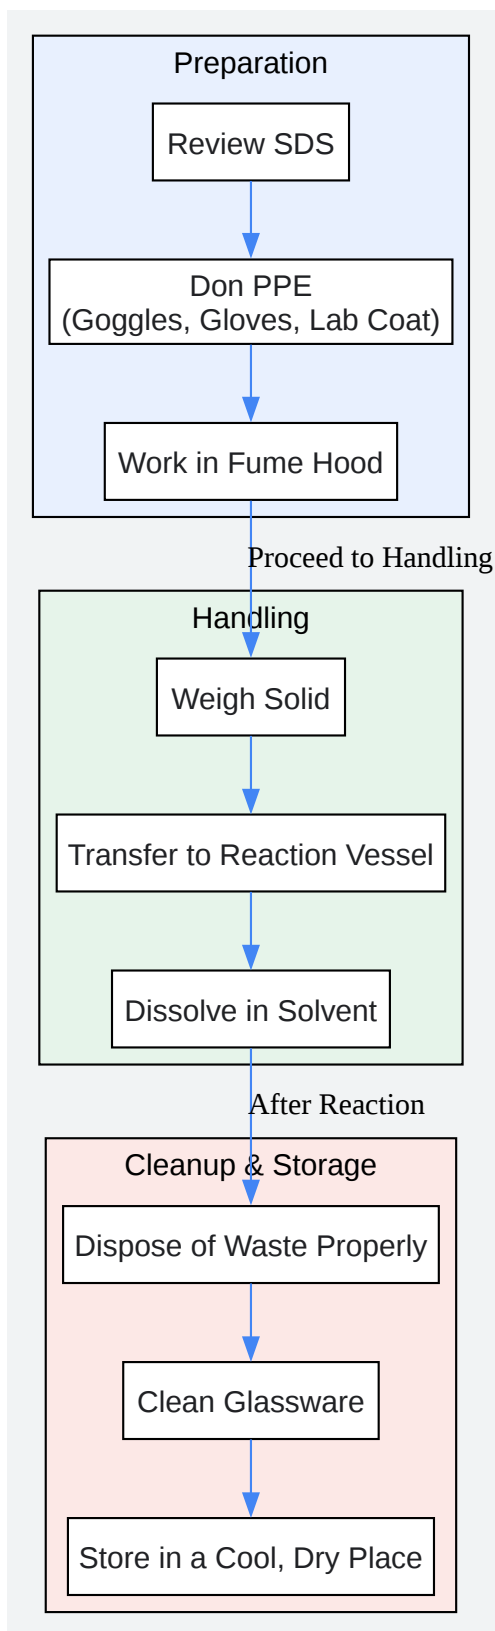 Preparation
Review SDS
Don PPE
(Goggles, Gloves, Lab Coat)
Work in Fume Hood
Proceed to Handling
Handling
Weigh Solid
Transfer to Reaction Vessel
Dissolve in Solvent
After Reaction
Cleanup & Storage
Dispose of Waste Properly
Clean Glassware
Store in a Cool, Dry Place